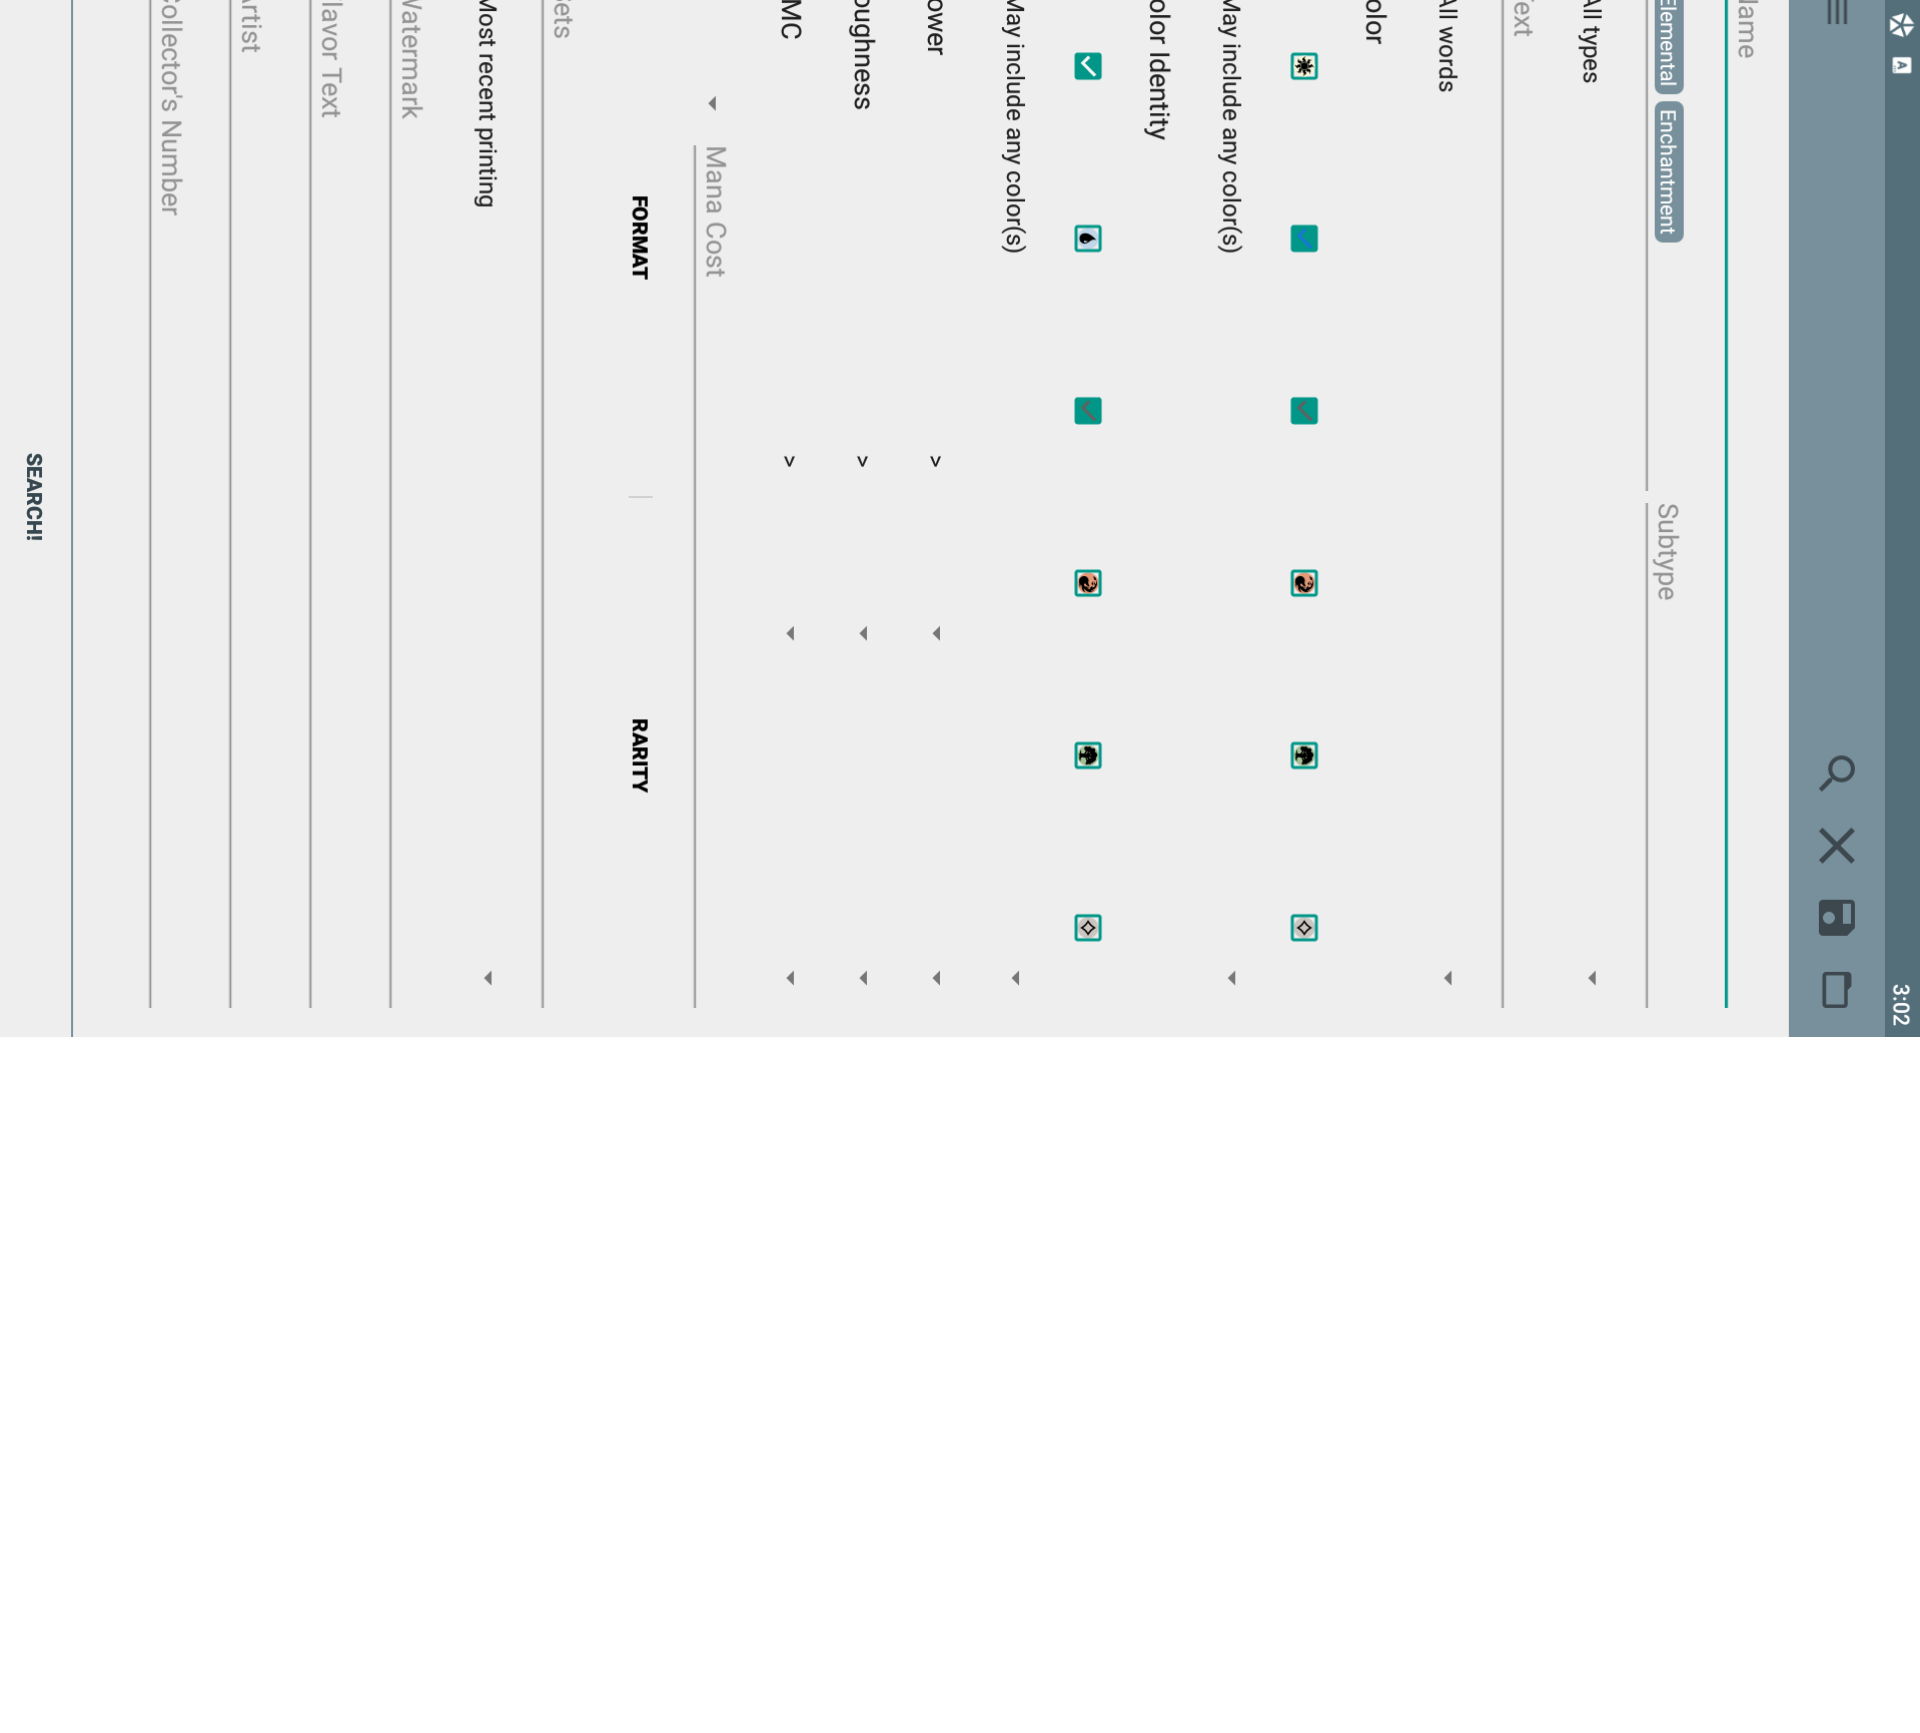 A
3:02
ame
Elemental Enchantment Subtype
All types
ext
All words
olor
May include any color(s)
olor Identity
May include any color(s)
ower >
oughness >
MC >
Mana Cost
FORMAT RARITY
ets
Most recent printing
Watermark
lavor Text
rtist
ollector's Number
SEARCH!